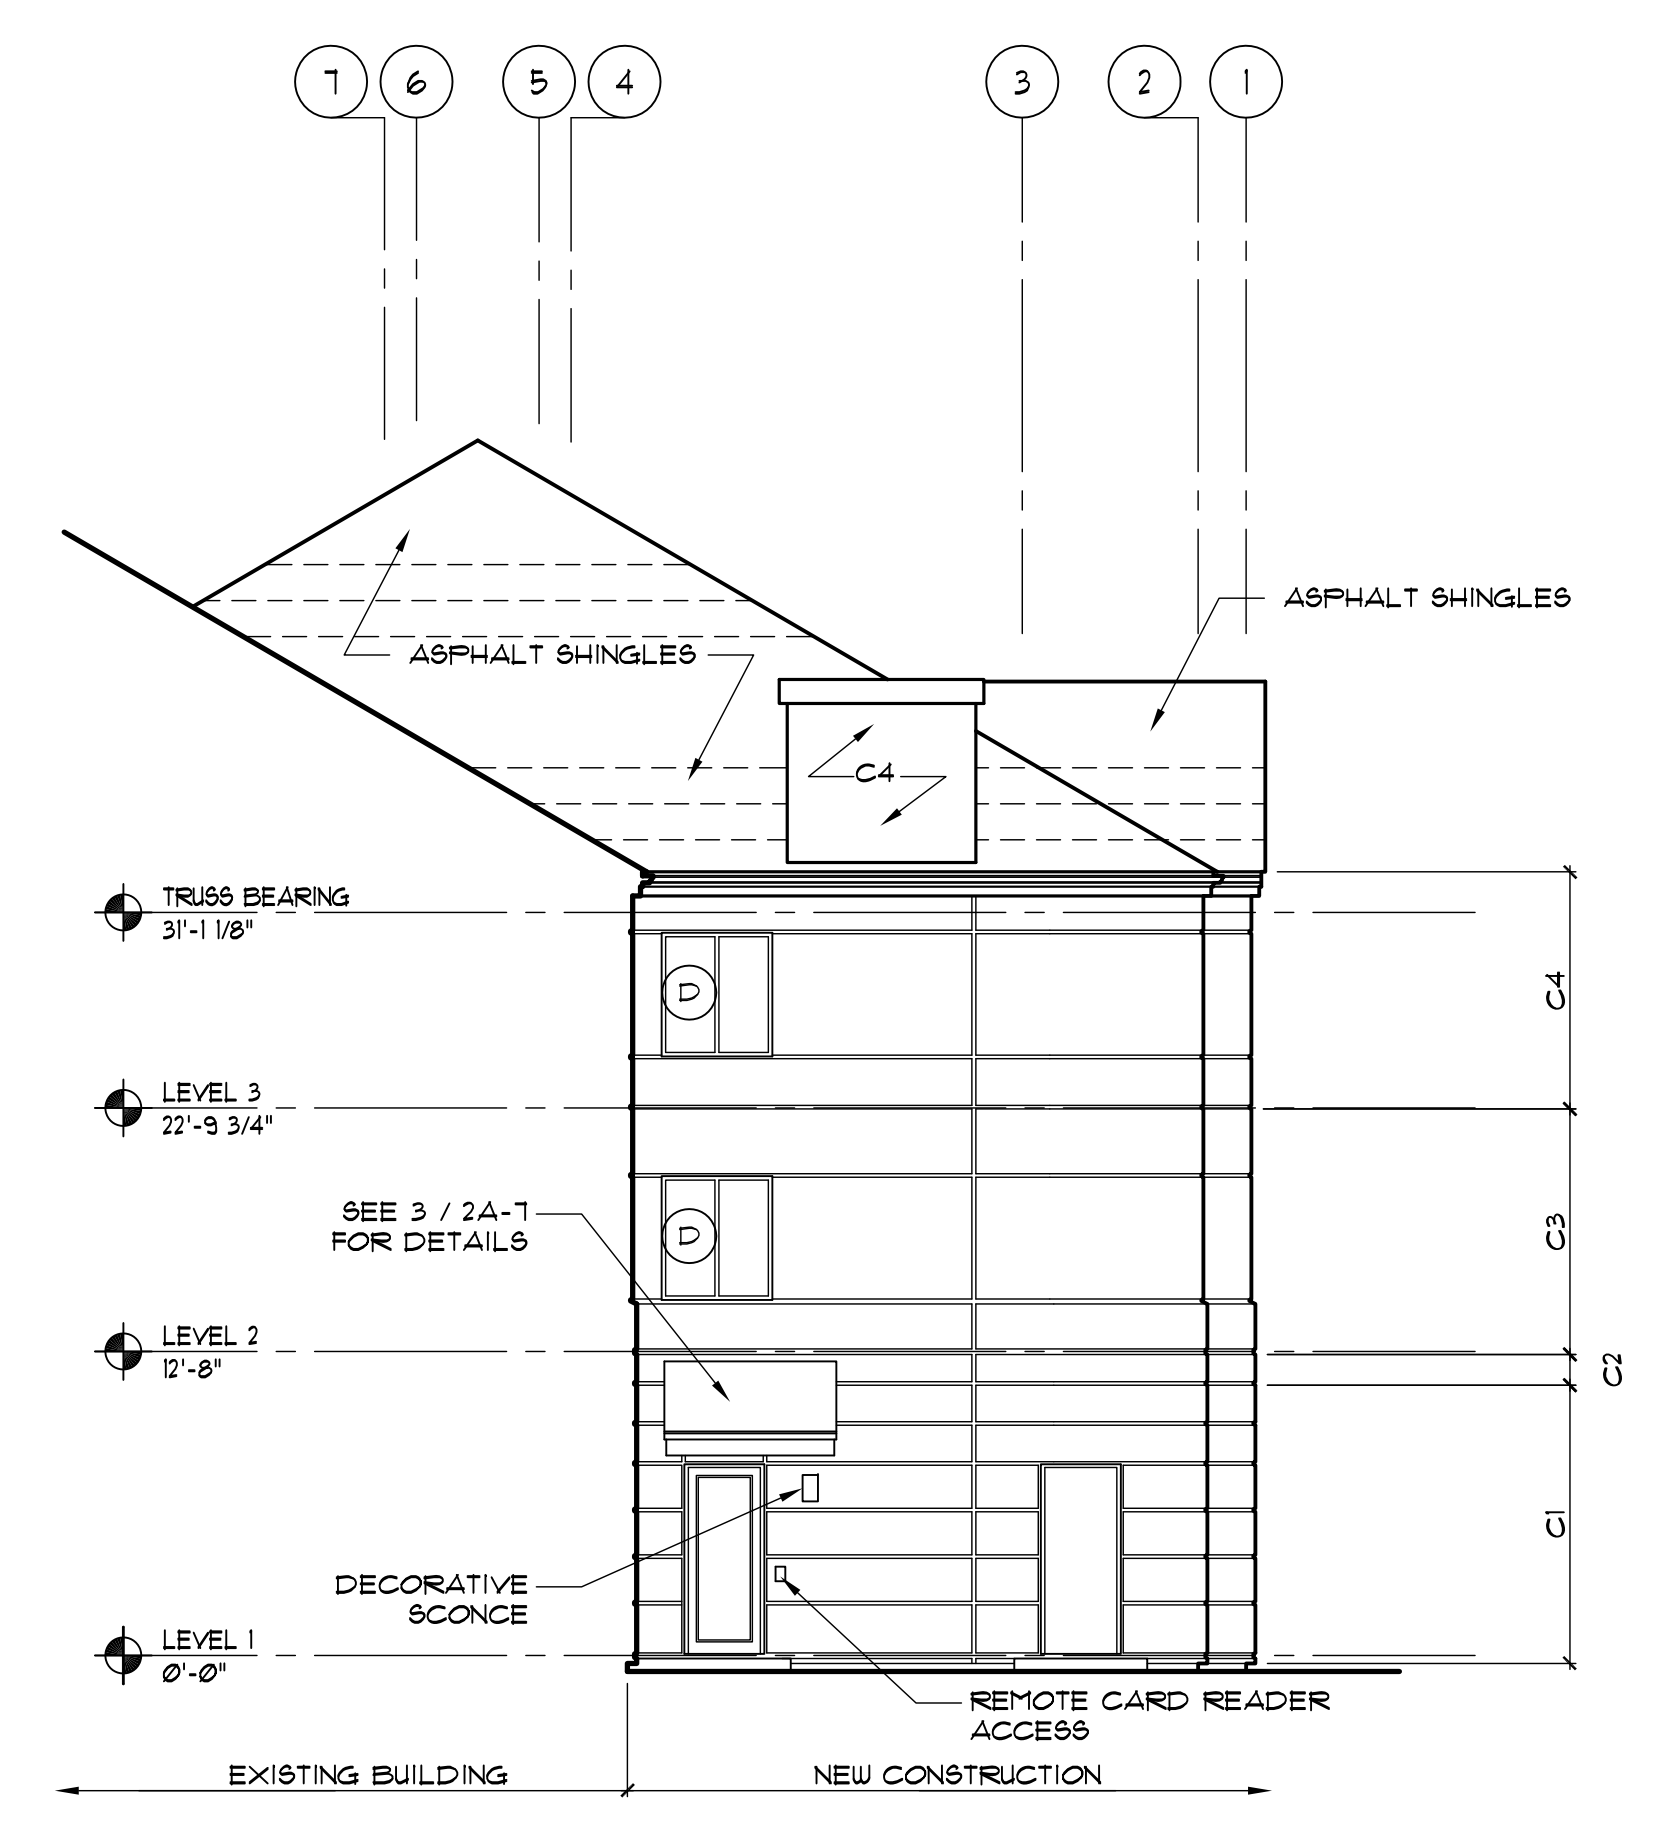 7 6 5 4 3 2 1
ASPHALT SHINGLES
ASPHALT SHINGLES
C4
TRUSS BEARING
31'-1 1/8"
D
C4
LEVEL 3
22'-9 3/4"
SEE 3 / 2A-7
FOR DETAILS
D
C3
LEVEL 2
12'-8"
C2
C1
DECORATIVE
SCONCE
LEVEL 1
0'-0"
REMOTE CARD READER
ACCESS
EXISTING BUILDING
NEW CONSTRUCTION